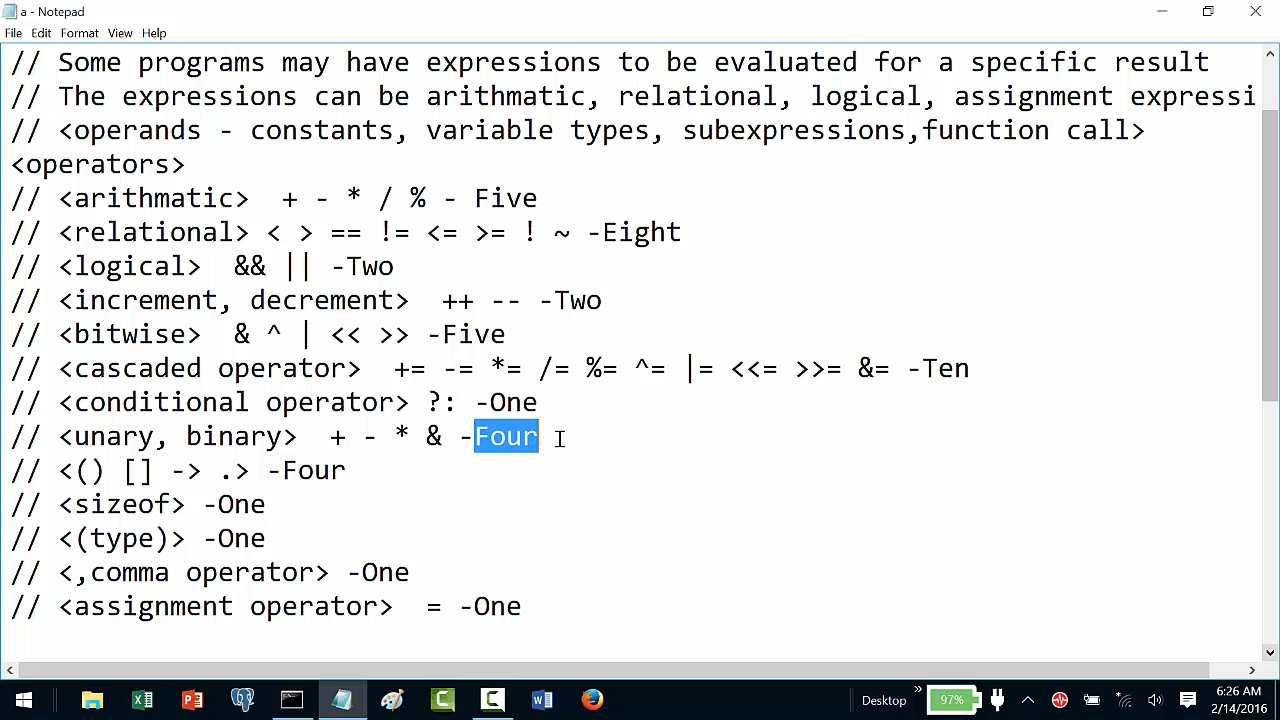 a - Notepad
File Edit Format View Help
// Some programs may have expressions to be evaluated for a specific result
// The expressions can be arithmatic, relational, logical, assignment expressi
// <operands - constants, variable types, subexpressions,function call>
<operators>
// <arithmatic>  + - * / % - Five
// <relational> < > == != <= >= ! ~ -Eight
// <logical>  && || -Two
// <increment, decrement>  ++ -- -Two
// <bitwise>  & ^ | << >> -Five
// <cascaded operator>  += -= *= /= %= ^= |= <<= >>= &= -Ten
// <conditional operator> ?: -One
// <unary, binary>  + - * & -Four
// <() [] -> .> -Four
// <sizeof> -One
// <(type)> -One
// <,comma operator> -One
// <assignment operator>  = -One
Desktop
97%
6:26 AM
2/14/2016